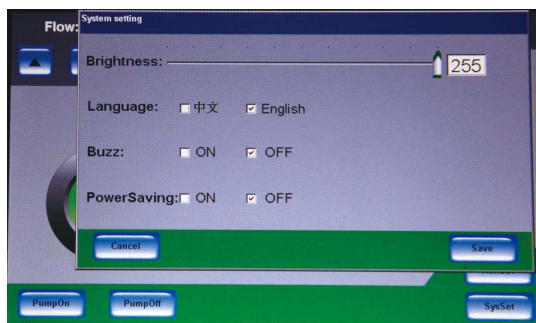 Flow:
System setting
Brightness: 255
Language: 中文 English
Buzz: ON OFF
PowerSaving: ON OFF
Cancel Save
PumpOn PumpOff SysSet